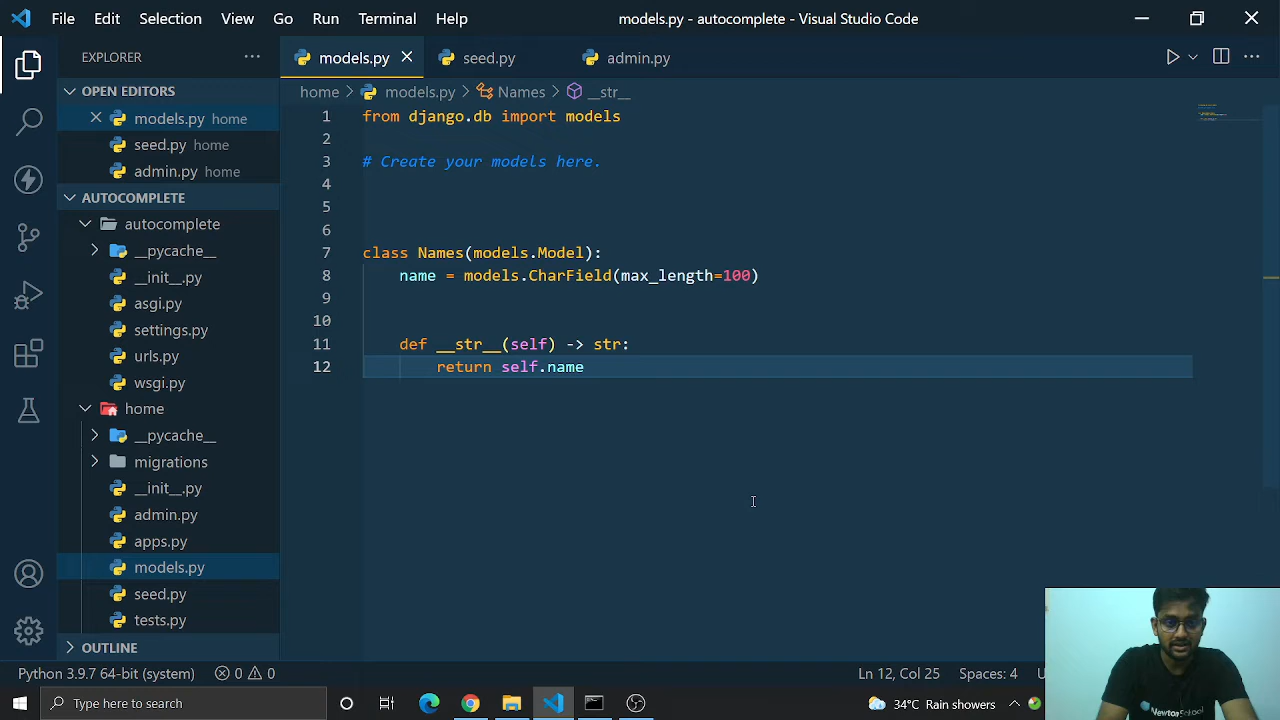 File Edit Selection View Go Run Terminal Help models.py - autocomplete - Visual Studio Code
EXPLORER
models.py seed.py admin.py
OPEN EDITORS
home models.py Names __str__
models.py home
seed.py home
admin.py home
AUTOCOMPLETE
autocomplete
__pycache__
__init__.py
asgi.py
settings.py
urls.py
wsgi.py
home
__pycache__
migrations
__init__.py
admin.py
apps.py
models.py
seed.py
tests.py
OUTLINE
1 from django.db import models
2
3 # Create your models here.
4
5
6
7 class Names(models.Model):
8 name = models.CharField(max_length=100)
9
10
11 def __str__(self) -> str:
12 return self.name
Newton School
Python 3.9.7 64-bit (system) 0 0 Ln 12, Col 25 Spaces: 4
Type here to search 34°C Rain showers